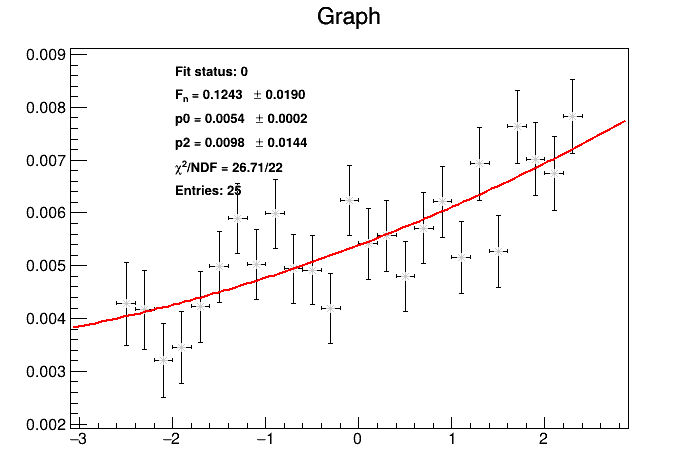 Graph
0.009
Fit status: 0
Fn = 0.1243 ± 0.0190
0.008
p0 = 0.0054 ± 0.0002
p2 = 0.0098 ± 0.0144
0.007
χ²/NDF = 26.71/22
Entries: 25
0.006
0.005
0.004
0.003
0.002
−3 −2 −1 0 1 2